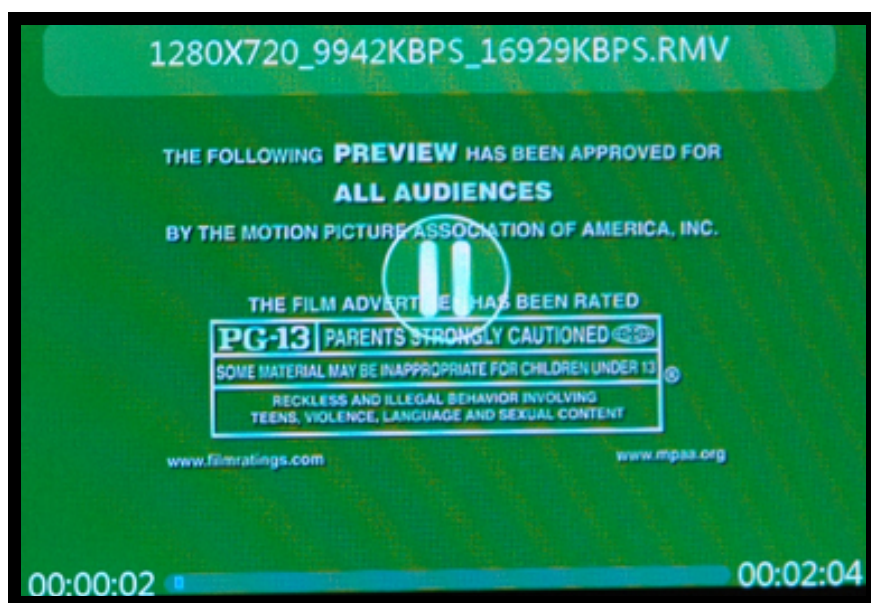 1280X720_9942KBPS_16929KBPS.RMV
THE FOLLOWING PREVIEW HAS BEEN APPROVED FOR
ALL AUDIENCES
BY THE MOTION PICTURE ASSOCIATION OF AMERICA, INC.
THE FILM ADVERTISED HAS BEEN RATED
PG-13 PARENTS STRONGLY CAUTIONED
SOME MATERIAL MAY BE INAPPROPRIATE FOR CHILDREN UNDER 13 ®
RECKLESS AND ILLEGAL BEHAVIOR INVOLVING
TEENS, VIOLENCE, LANGUAGE AND SEXUAL CONTENT
www.filmratings.com www.mpaa.org
00:00:02 00:02:04